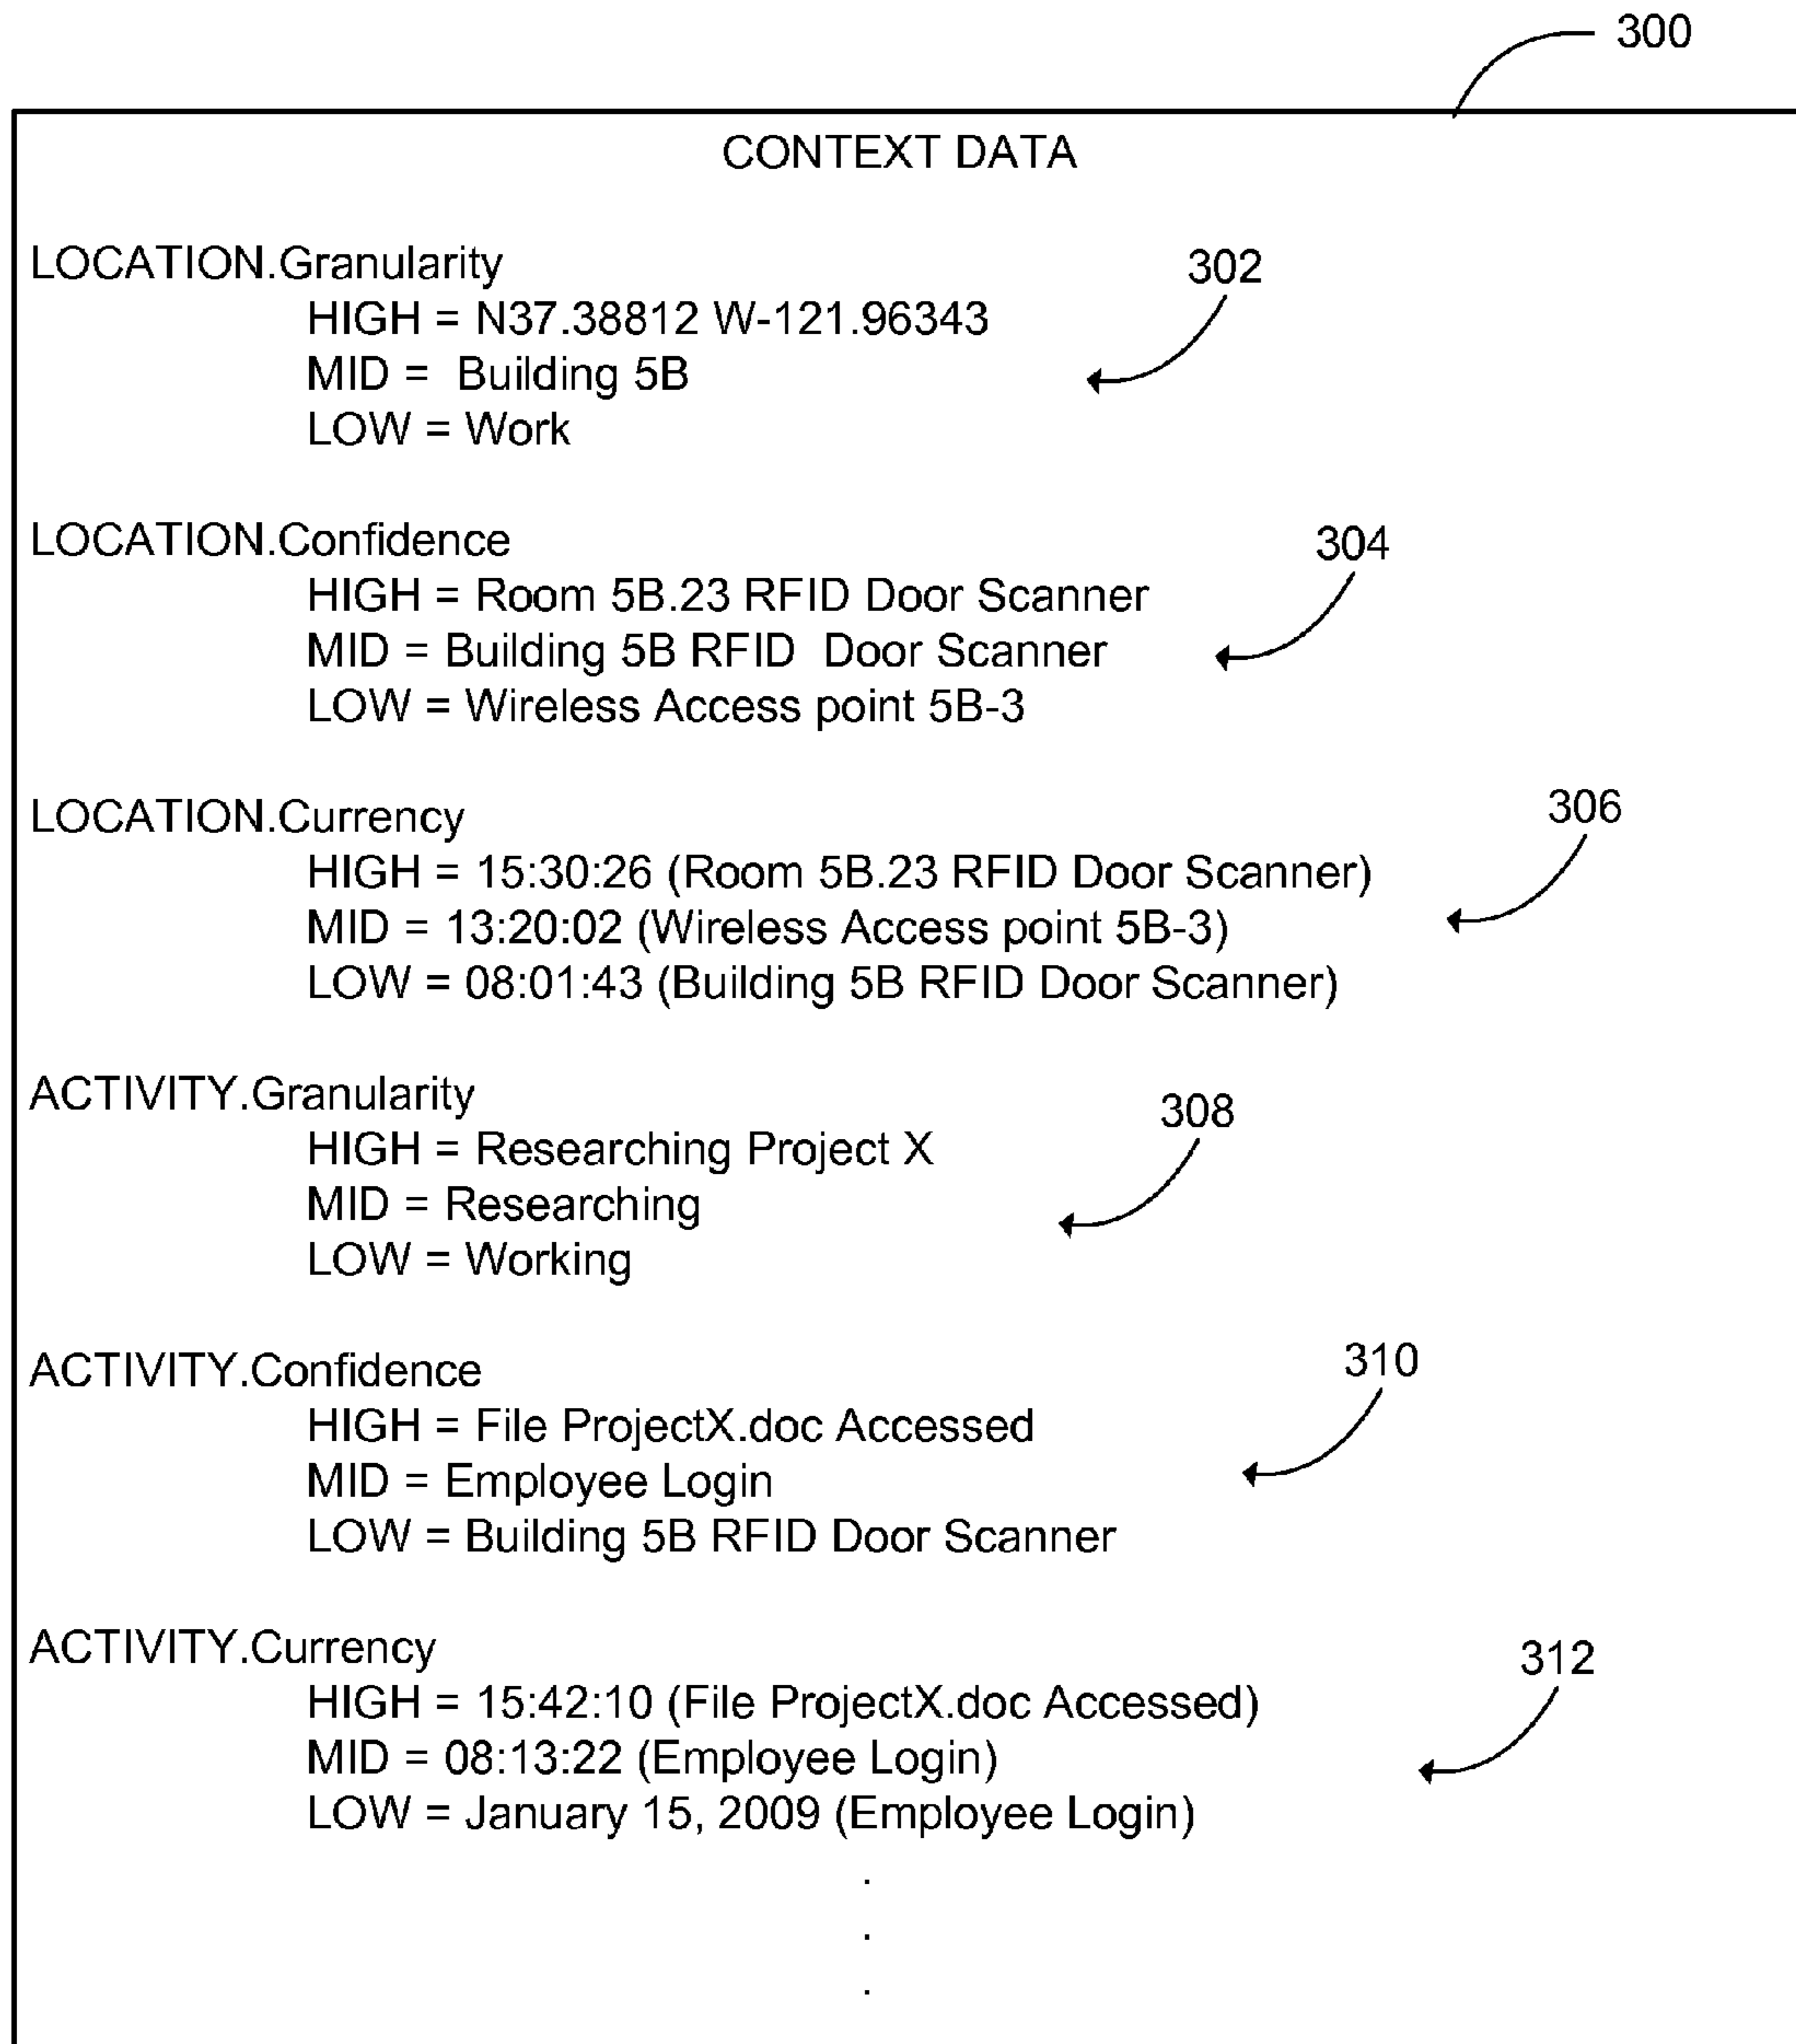 300
CONTEXT DATA
LOCATION.Granularity
302
HIGH = N37.38812 W-121.96343
MID = Building 5B
LOW = Work
LOCATION.Confidence
304
HIGH = Room 5B.23 RFID Door Scanner
MID = Building 5B RFID Door Scanner
LOW = Wireless Access point 5B-3
LOCATION.Currency
306
HIGH = 15:30:26 (Room 5B.23 RFID Door Scanner)
MID = 13:20:02 (Wireless Access point 5B-3)
LOW = 08:01:43 (Building 5B RFID Door Scanner)
ACTIVITY.Granularity
308
HIGH = Researching Project X
MID = Researching
LOW = Working
ACTIVITY.Confidence
310
HIGH = File ProjectX.doc Accessed
MID = Employee Login
LOW = Building 5B RFID Door Scanner
ACTIVITY.Currency
312
HIGH = 15:42:10 (File ProjectX.doc Accessed)
MID = 08:13:22 (Employee Login)
LOW = January 15, 2009 (Employee Login)
.
.
.